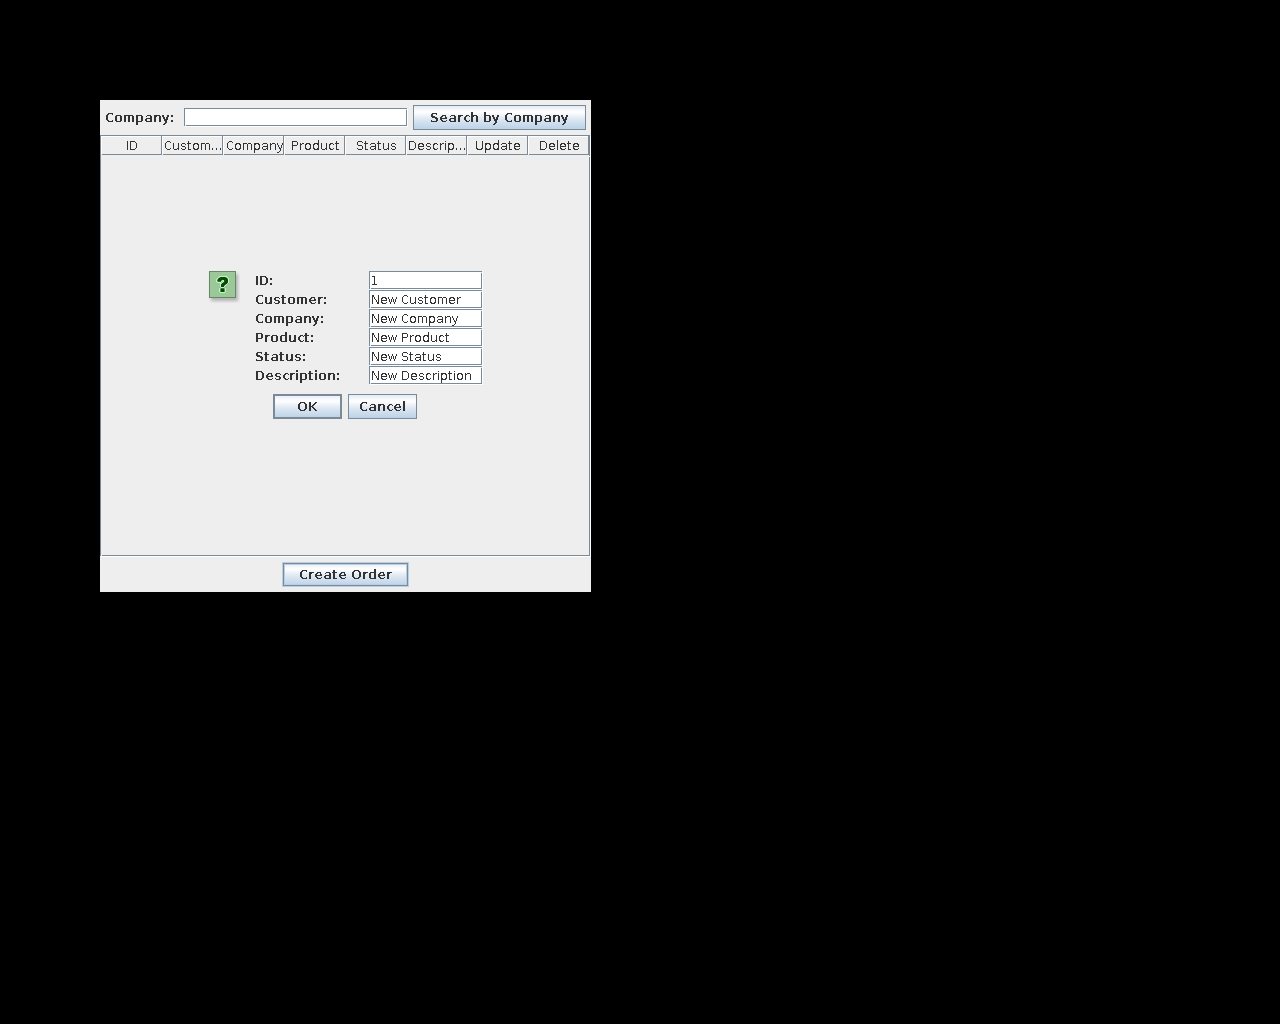 Company: Search by Company
ID Custom... Company Product Status Descrip... Update Delete
? ID: 1
Customer: New Customer
Company: New Company
Product: New Product
Status: New Status
Description: New Description
OK Cancel
Create Order